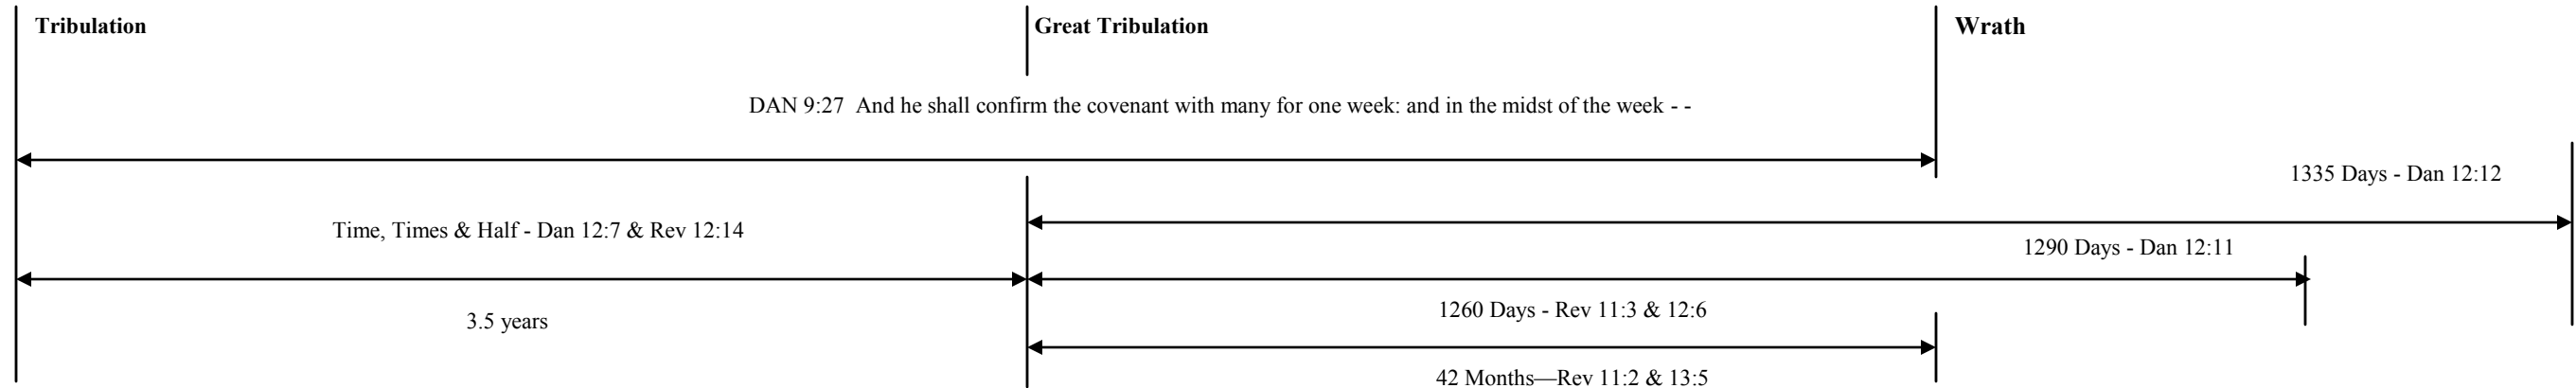 Tribulation
Great Tribulation
Wrath
DAN 9:27  And he shall confirm the covenant with many for one week: and in the midst of the week - -
1335 Days - Dan 12:12
Time, Times & Half - Dan 12:7 & Rev 12:14
1290 Days - Dan 12:11
1260 Days - Rev 11:3 & 12:6
3.5 years
42 Months—Rev 11:2 & 13:5